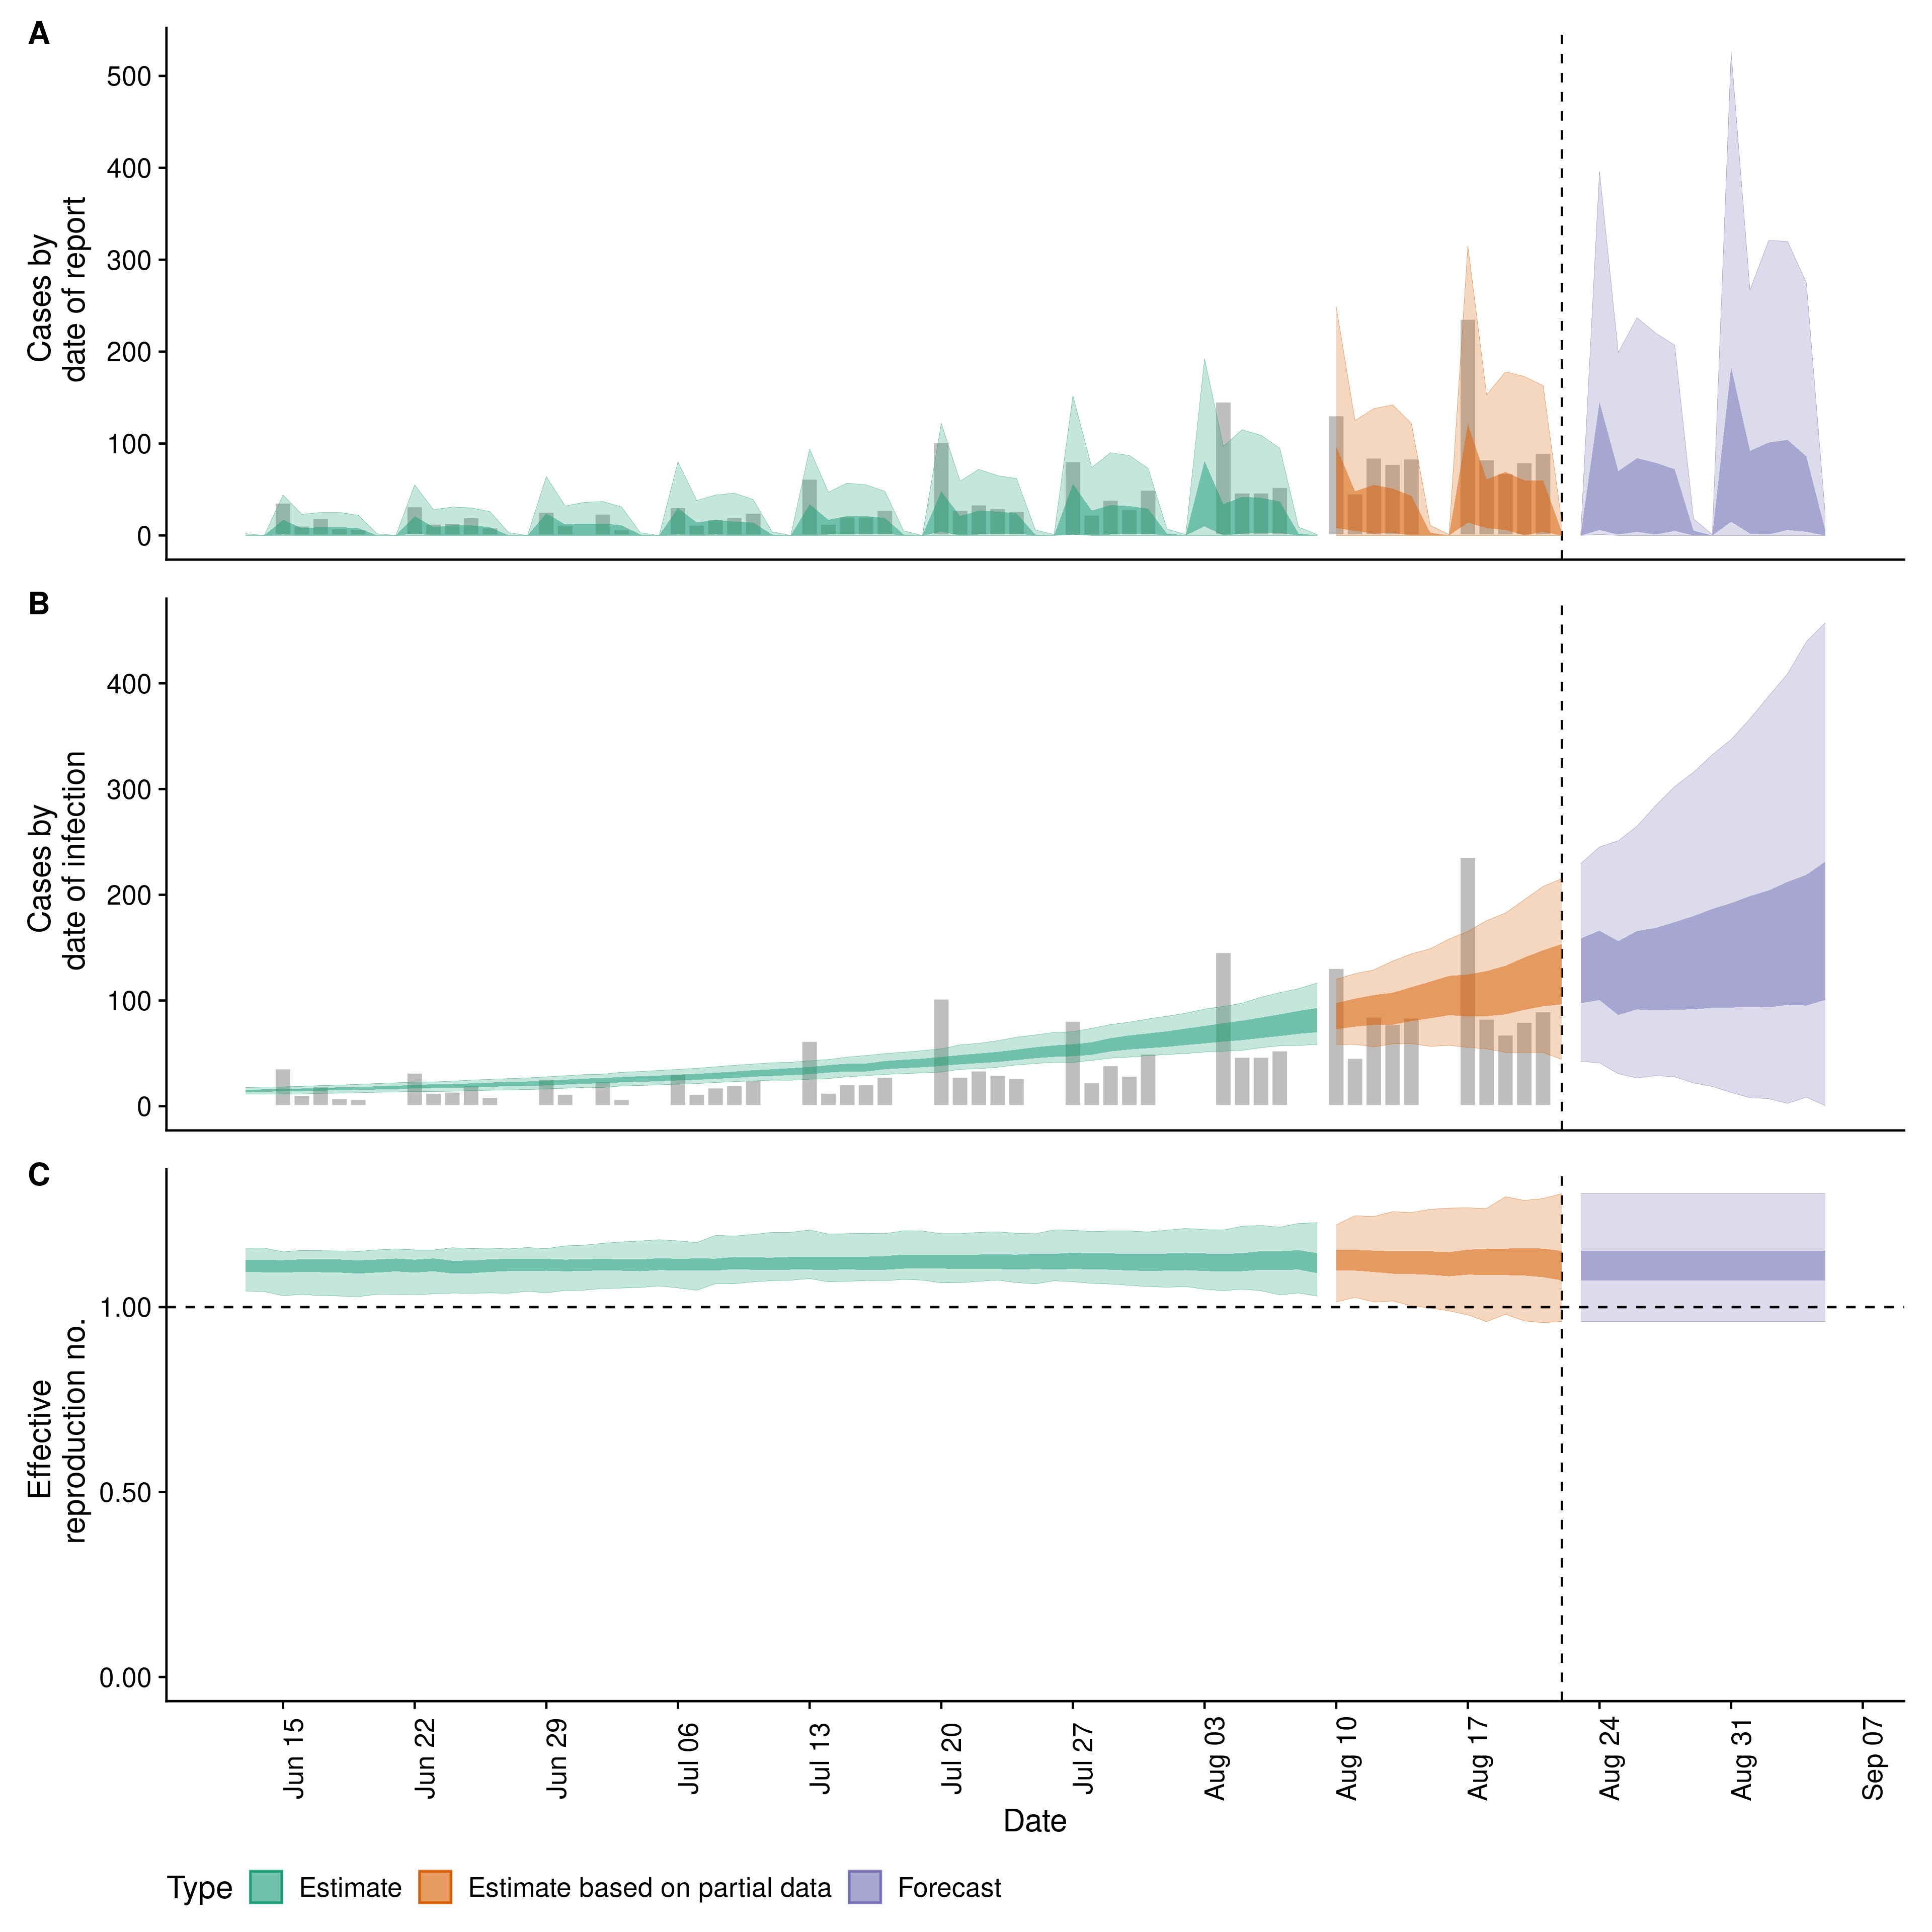 A
500
400
300
200
100
0
Cases by
date of report
B
400
300
200
100
0
Cases by
date of infection
C
1.00
0.50
0.00
Effective
reproduction no.
Jun 15
Jun 22
Jun 29
Jul 06
Jul 13
Jul 20
Jul 27
Aug 03
Aug 10
Aug 17
Aug 24
Aug 31
Sep 07
Date
Type Estimate Estimate based on partial data Forecast